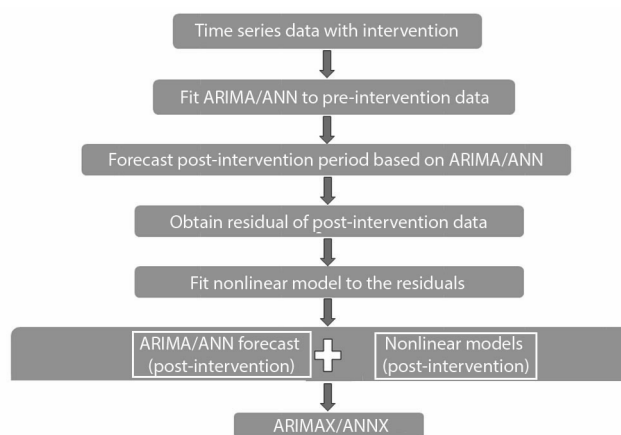 Time series data with intervention
Fit ARIMA/ANN to pre-intervention data
Forecast post-intervention period based on ARIMA/ANN
Obtain residual of post-intervention data
Fit nonlinear model to the residuals
ARIMA/ANN forecast
(post-intervention)
Nonlinear models
(post-intervention)
ARIMAX/ANNX